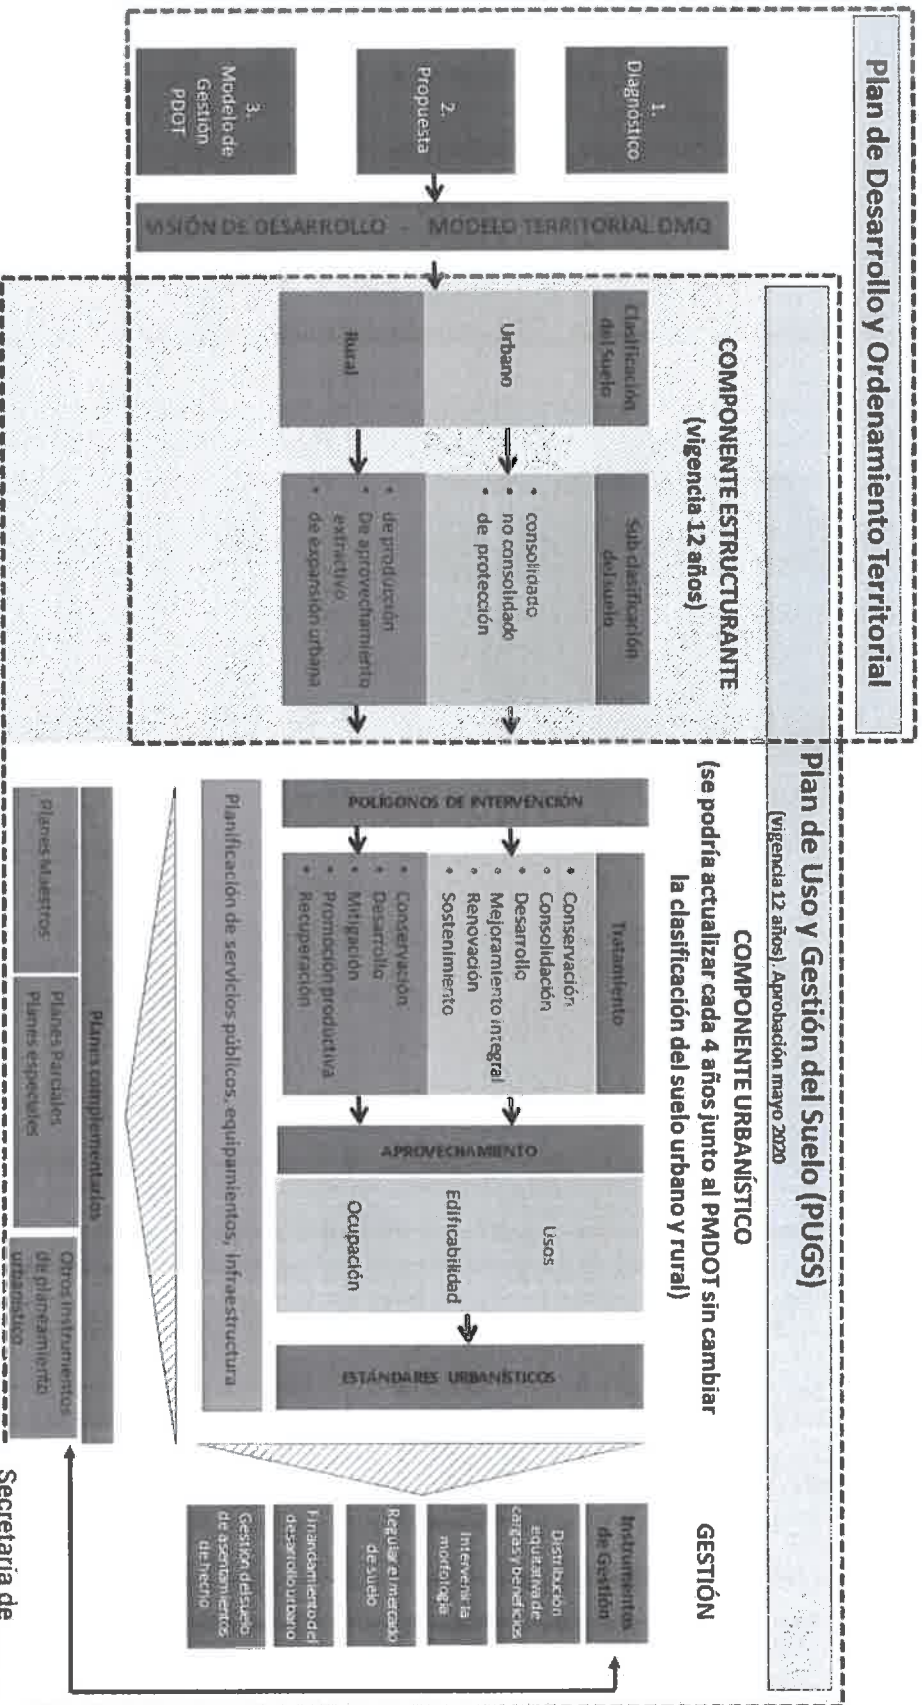 Plan de Desarrollo y Ordenamiento Territorial
1.
Diagnóstico
2.
Propuesta
3.
Modelo de
Gestión
PDOT
VISIÓN DE DESARROLLO - MODELO TERRITORIAL DMQ
Plan de Uso y Gestión del Suelo (PUGS)
(vigencia 12 años). Aprobación mayo 2020
COMPONENTE ESTRUCTURANTE
(vigencia 12 años)
Clasificación
del Suelo
Urbano
Rural
Sub clasificación
del suelo
• consolidado
• no consolidado
• de protección
• de produción
• De aprovechamiento
extractivo
• de expansión urbana
COMPONENTE URBANÍSTICO
(se podría actualizar cada 4 años junto al PMDOT sin cambiar
la clasificación del suelo urbano y rural)
POLÍGONOS DE INTERVENCIÓN
Tratamiento
• Conservación
• Consolidación
• Desarrollo
• Mejoramiento integral
• Renovación
• Sostenimiento
• Conservación
• Desarrollo
• Mitigación
• Promoción productiva
• Recuperación
APROVECHAMIENTO
Usos
Edificabilidad
Ocupación
ESTÁNDARES URBANÍSTICOS
Planificación de servicios públicos, equipamientos, infraestructura
Planes complementarios
Planes Maestros
Planes Parciales
Planes especiales
Otros instrumentos
de planeamiento
urbanístico
GESTIÓN
Instrumentos
de Gestión
Distribución
equitativa de
cargas y beneficios
Intervenir la
morfología
Regular el mercado
de suelo
Financiamiento del
desarrollo urbano
Gestión del suelo
de asentamientos
de hecho
Secretaría de